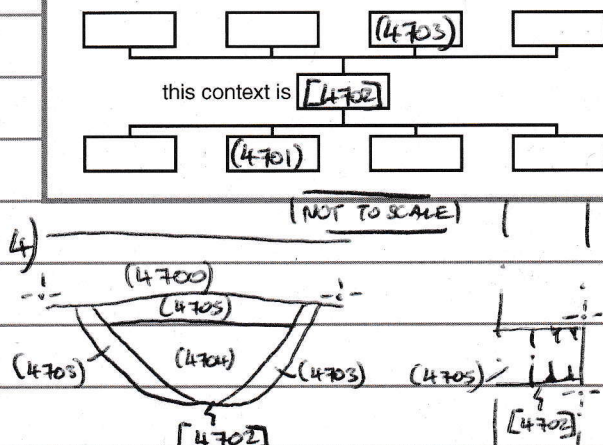 (4703)
this context is [4702]
(4701)
(NOT TO SCALE)
4)
(4700)
(4705)
(4703) (4704) (4703) (4705)
[4702] [4702]